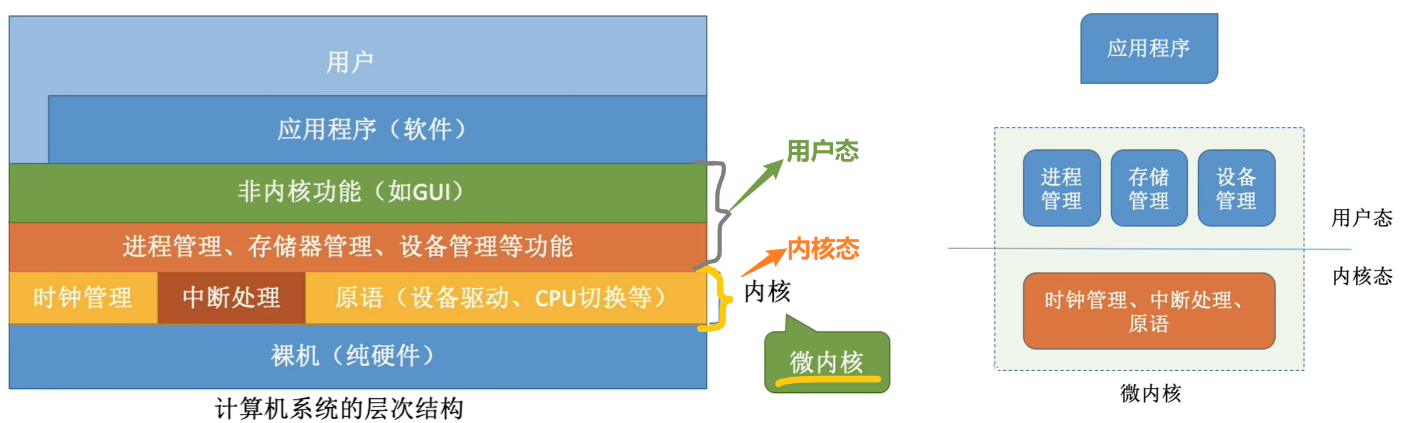 用户
应用程序（软件）
非内核功能（如GUI）
进程管理、存储器管理、设备管理等功能
时钟管理
中断处理
原语（设备驱动、CPU切换等）
裸机（纯硬件）
计算机系统的层次结构
用户态
内核态
内核
微内核
应用程序
进程
管理
存储
管理
设备
管理
用户态
内核态
时钟管理、中断处理、
原语
微内核